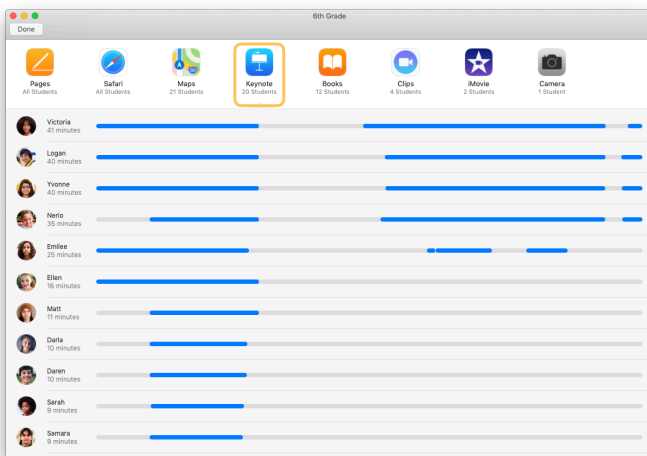 6th Grade
Done
Pages
All Students
Safari
All Students
Maps
21 Students
Keynote
20 Students
Books
12 Students
Clips
4 Students
iMovie
2 Students
Camera
1 Student
Victoria
41 minutes
Logan
40 minutes
Yvonne
40 minutes
Nerio
35 minutes
Emilee
25 minutes
Ellen
16 minutes
Matt
11 minutes
Darla
10 minutes
Daren
10 minutes
Sarah
9 minutes
Samara
9 minutes